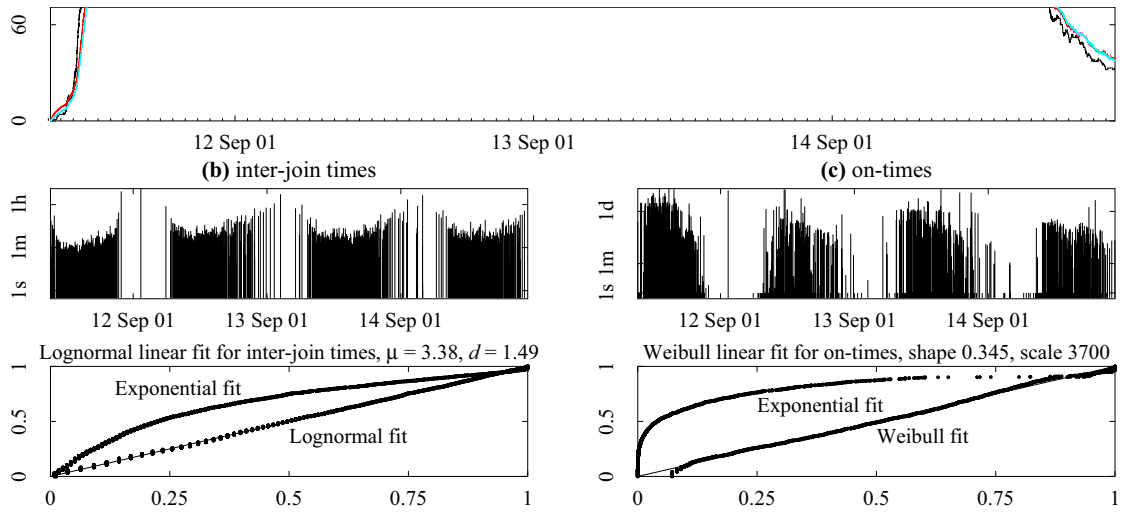 60
0
12 Sep 01 13 Sep 01 14 Sep 01
(b) inter-join times
(c) on-times
1h
1m
1s
12 Sep 01 13 Sep 01 14 Sep 01
1d
1m
1s
12 Sep 01 13 Sep 01 14 Sep 01
Lognormal linear fit for inter-join times, μ = 3.38, d = 1.49
1
0.5
0
Exponential fit
Lognormal fit
0 0.25 0.5 0.75 1
Weibull linear fit for on-times, shape 0.345, scale 3700
1
0.5
0
Exponential fit
Weibull fit
0 0.25 0.5 0.75 1